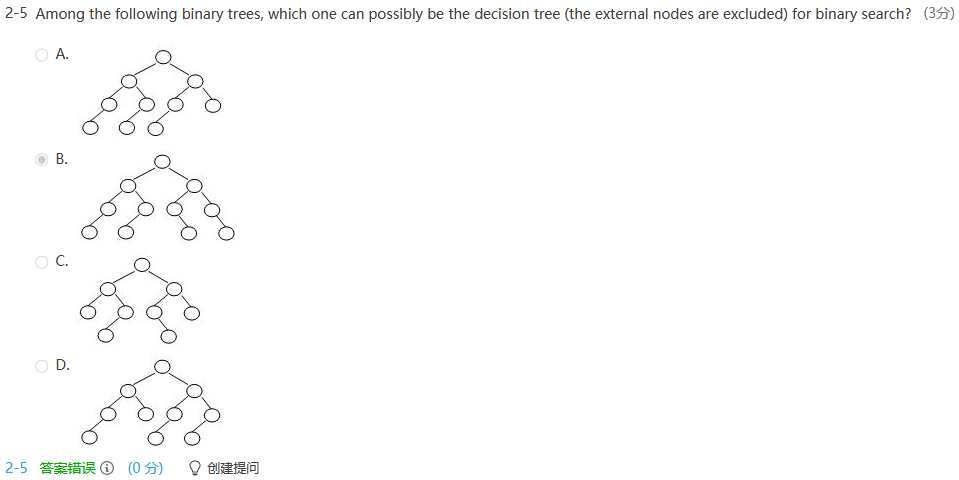 2-5 Among the following binary trees, which one can possibly be the decision tree (the external nodes are excluded) for binary search? (3分)
A.
B.
C.
D.
2-5 答案错误 (0 分) 创建提问